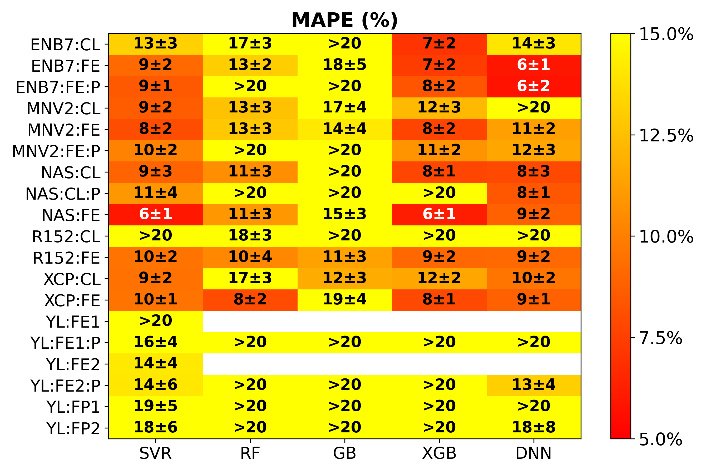 MAPE (%)
ENB7:CL 13±3 17±3 >20 7±2 14±3
ENB7:FE 9±2 13±2 18±5 7±2 6±1
ENB7:FE:P 9±1 >20 >20 8±2 6±2
MNV2:CL 9±2 13±3 17±4 12±3 >20
MNV2:FE 8±2 13±3 14±4 8±2 11±2
MNV2:FE:P 10±2 >20 >20 11±2 12±3
NAS:CL 9±3 11±3 >20 8±1 8±3
NAS:CL:P 11±4 >20 >20 >20 8±1
NAS:FE 6±1 11±3 15±3 6±1 9±2
R152:CL >20 18±3 >20 >20 >20
R152:FE 10±2 10±4 11±3 9±2 9±2
XCP:CL 9±2 17±3 12±3 12±2 10±2
XCP:FE 10±1 8±2 19±4 8±1 9±1
YL:FE1 >20
YL:FE1:P 16±4 >20 >20 >20 >20
YL:FE2 14±4
YL:FE2:P 14±6 >20 >20 >20 13±4
YL:FP1 19±5 >20 >20 >20 >20
YL:FP2 18±6 >20 >20 >20 18±8
SVR RF GB XGB DNN
15.0%
12.5%
10.0%
7.5%
5.0%